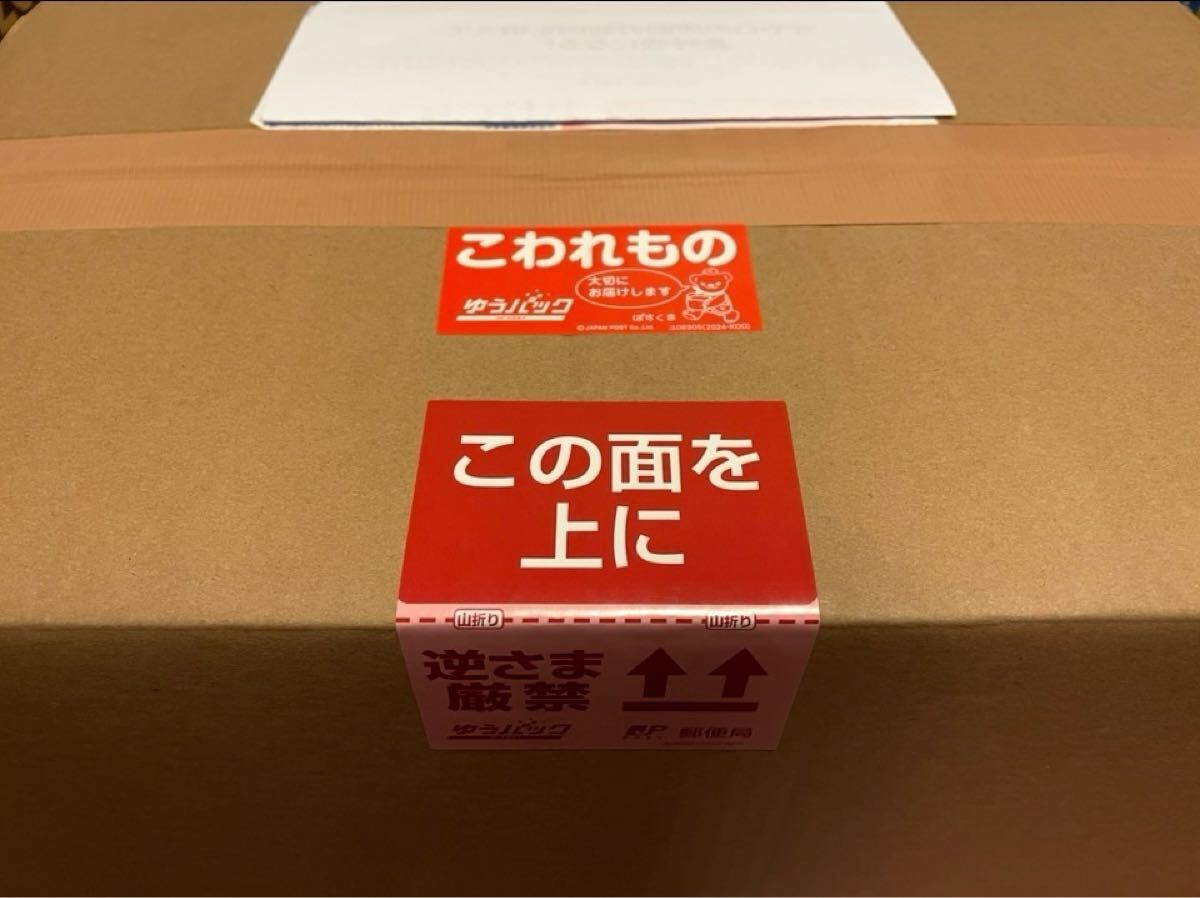 こわれもの
大切に
お届けします
ゆうパック
ぽすくま
© JAPAN POST Co., Ltd.
この面を
上に
山折り 山折り
逆さま
厳禁
ゆうパック
JP 郵便局
POST